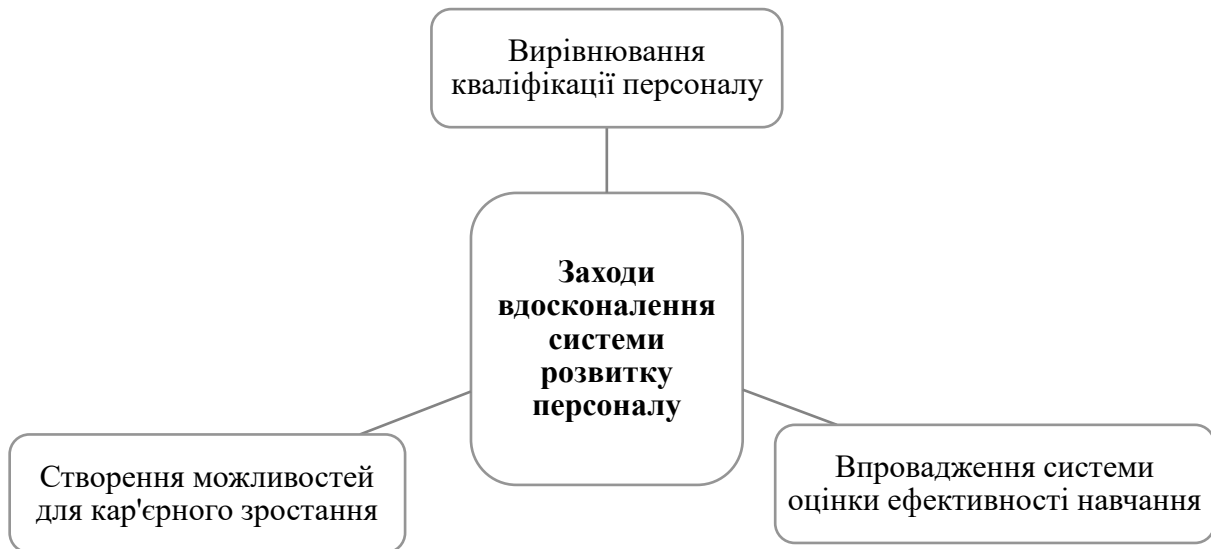 Вирівнювання
кваліфікації персоналу
Заходи
вдосконалення
системи
розвитку
персоналу
Створення можливостей
для кар'єрного зростання
Впровадження системи
оцінки ефективності навчання